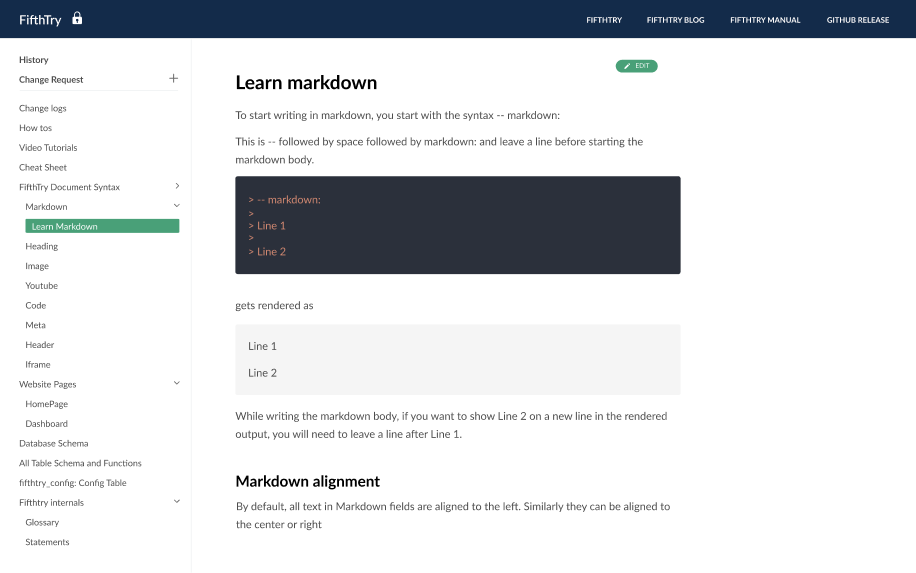 FifthTry
FIFTHTRY
FIFTHTRY BLOG
FIFTHTRY MANUAL
GITHUB RELEASE
History
Change Request
Change logs
How tos
Video Tutorials
Cheat Sheet
FifthTry Document Syntax
Markdown
Learn Markdown
Heading
Image
Youtube
Code
Meta
Header
Iframe
Website Pages
HomePage
Dashboard
Database Schema
All Table Schema and Functions
fifthtry_config: Config Table
Fifthtry internals
Glossary
Statements
EDIT
Learn markdown
To start writing in markdown, you start with the syntax -- markdown:
This is -- followed by space followed by markdown: and leave a line before starting the
markdown body.
> -- markdown:
>
> Line 1
>
> Line 2
gets rendered as
Line 1
Line 2
While writing the markdown body, if you want to show Line 2 on a new line in the rendered
output, you will need to leave a line after Line 1.
Markdown alignment
By default, all text in Markdown fields are aligned to the left. Similarly they can be aligned to
the center or right